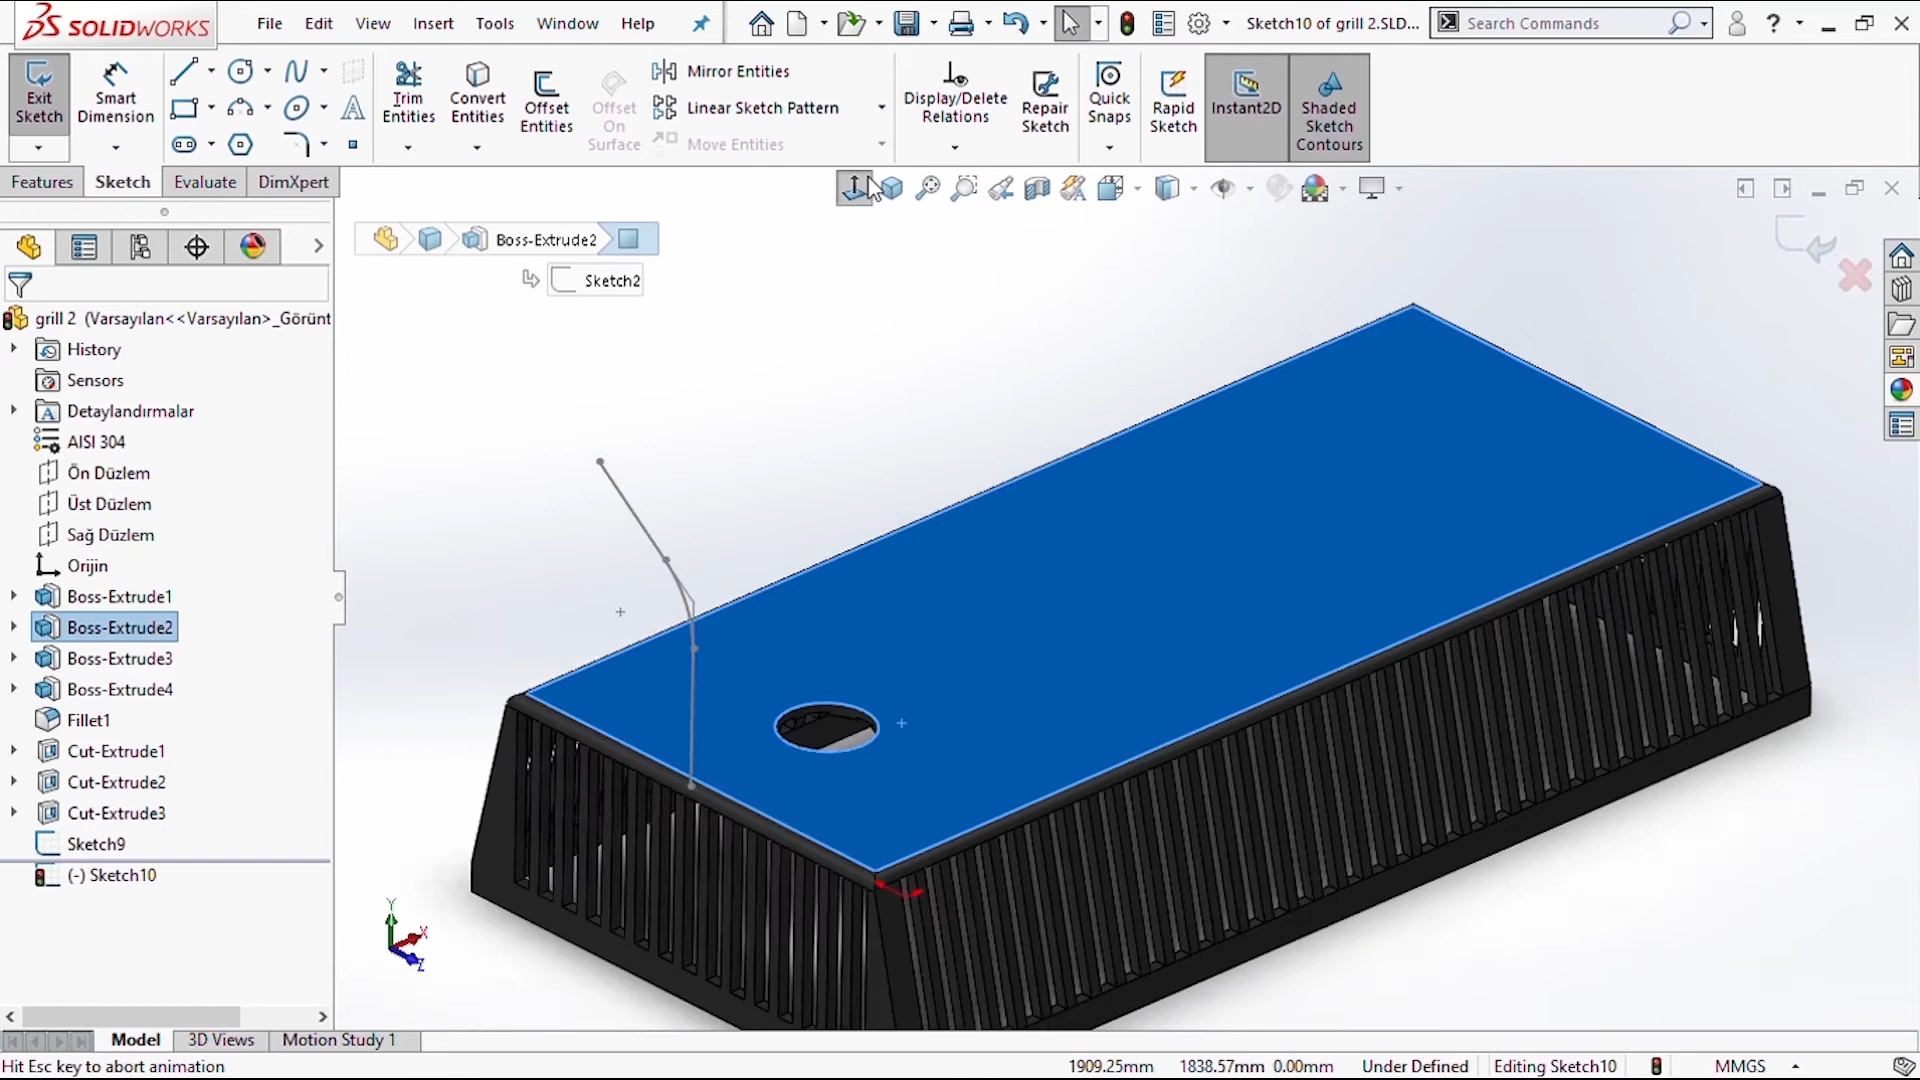 SOLIDWORKS
File Edit View Insert Tools Window Help
Sketch10 of grill 2.SLD...
Search Commands
Exit Sketch
Smart Dimension
Trim Entities
Convert Entities
Offset Entities
Offset On Surface
Mirror Entities
Linear Sketch Pattern
Move Entities
Display/Delete Relations
Repair Sketch
Quick Snaps
Rapid Sketch
Instant2D
Shaded Sketch Contours
Features Sketch Evaluate DimXpert
Boss-Extrude2
Sketch2
grill 2 (Varsayılan<<Varsayılan>_Görünt
History
Sensors
Detaylandırmalar
AISI 304
Ön Düzlem
Üst Düzlem
Sağ Düzlem
Orijin
Boss-Extrude1
Boss-Extrude2
Boss-Extrude3
Boss-Extrude4
Fillet1
Cut-Extrude1
Cut-Extrude2
Cut-Extrude3
Sketch9
(-) Sketch10
Y
X
Z
Model 3D Views Motion Study 1
Hit Esc key to abort animation
1909.25mm 1838.57mm 0.00mm Under Defined Editing Sketch10 MMGS